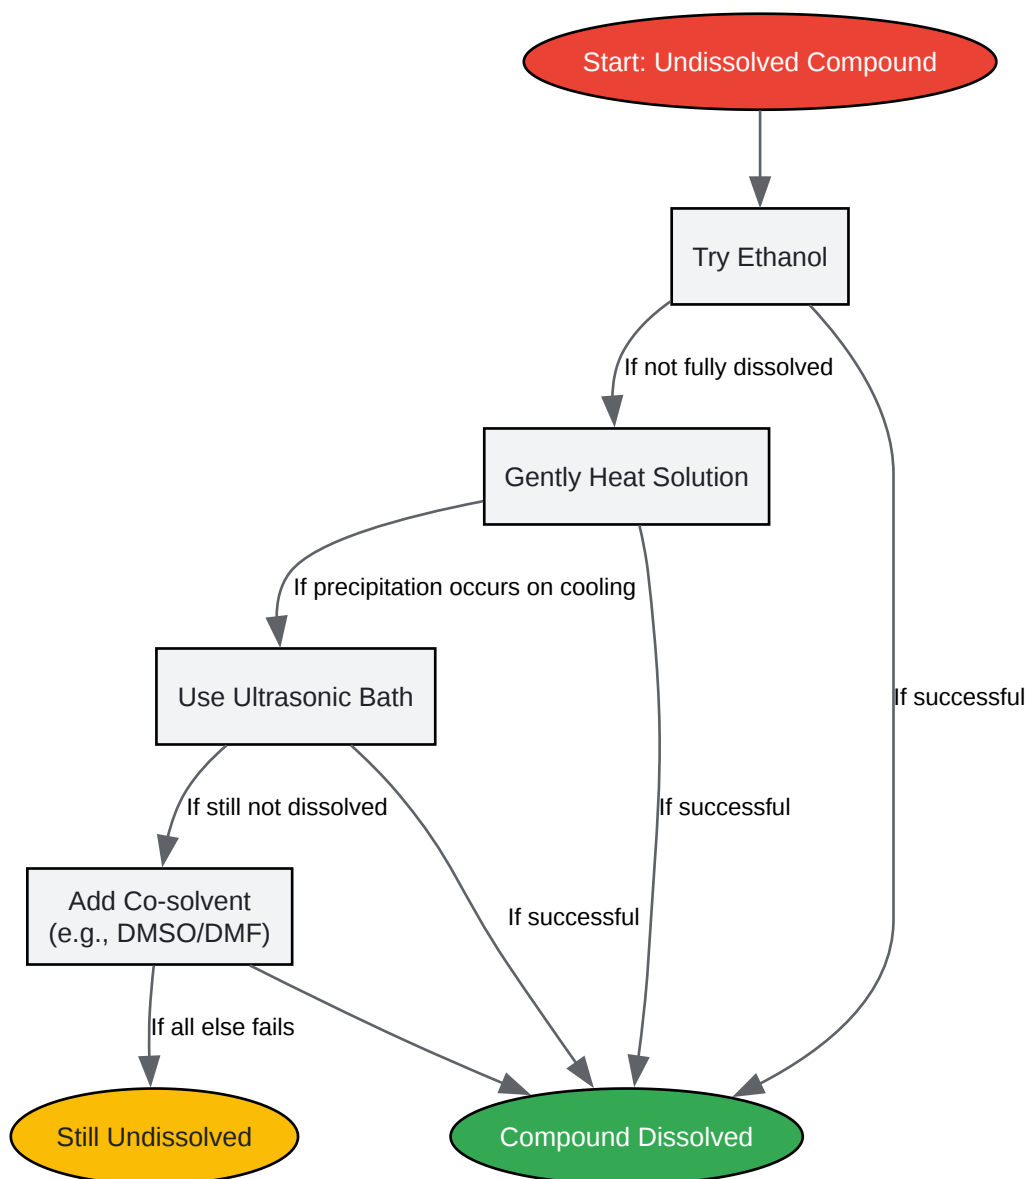 Start: Undissolved Compound
Try Ethanol
If not fully dissolved
Gently Heat Solution
If precipitation occurs on cooling
Use Ultrasonic Bath
If successful
If still not dissolved
If successful
Add Co-solvent
(e.g., DMSO/DMF)
If successful
If all else fails
Still Undissolved
Compound Dissolved